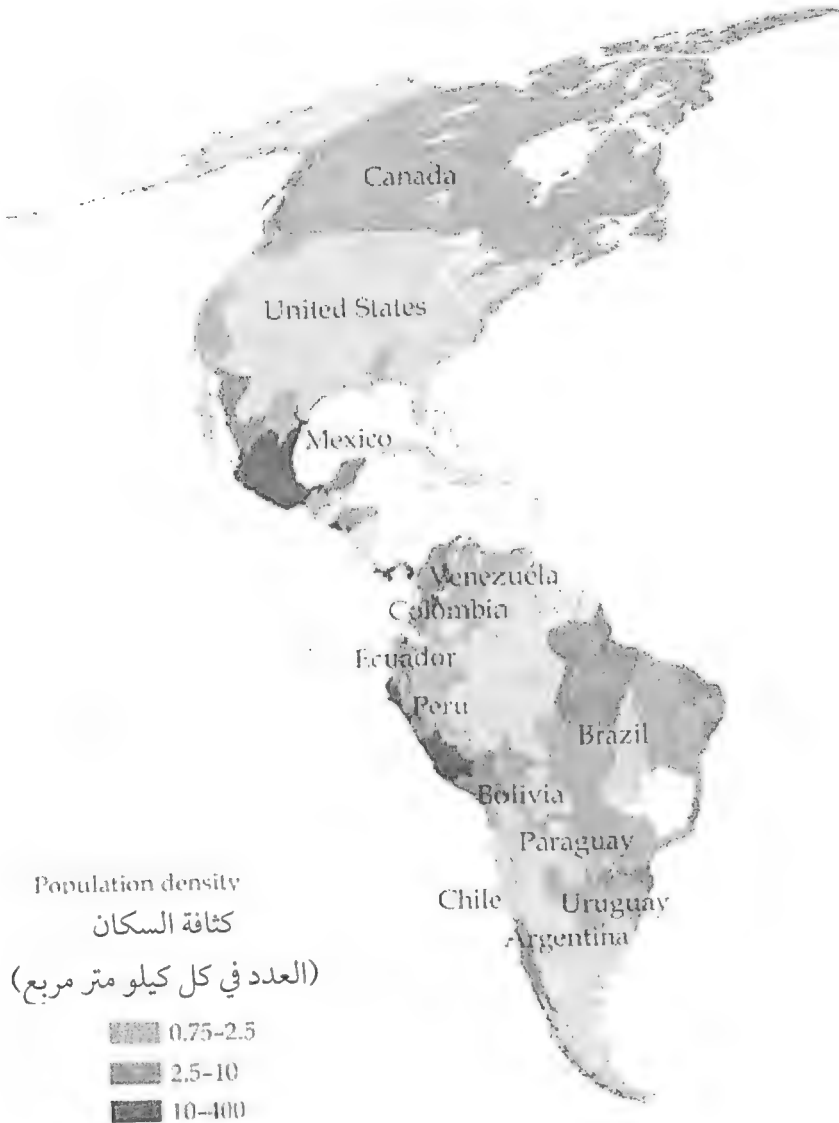 Canada
United States
Mexico
Venezuela
Colombia
Ecuador
Peru
Brazil
Bolivia
Paraguay
Chile
Uruguay
Argentina
Population density
كثافة السكان
(العدد في كل كيلو متر مربع)
0.75–2.5
2.5–10
10–400